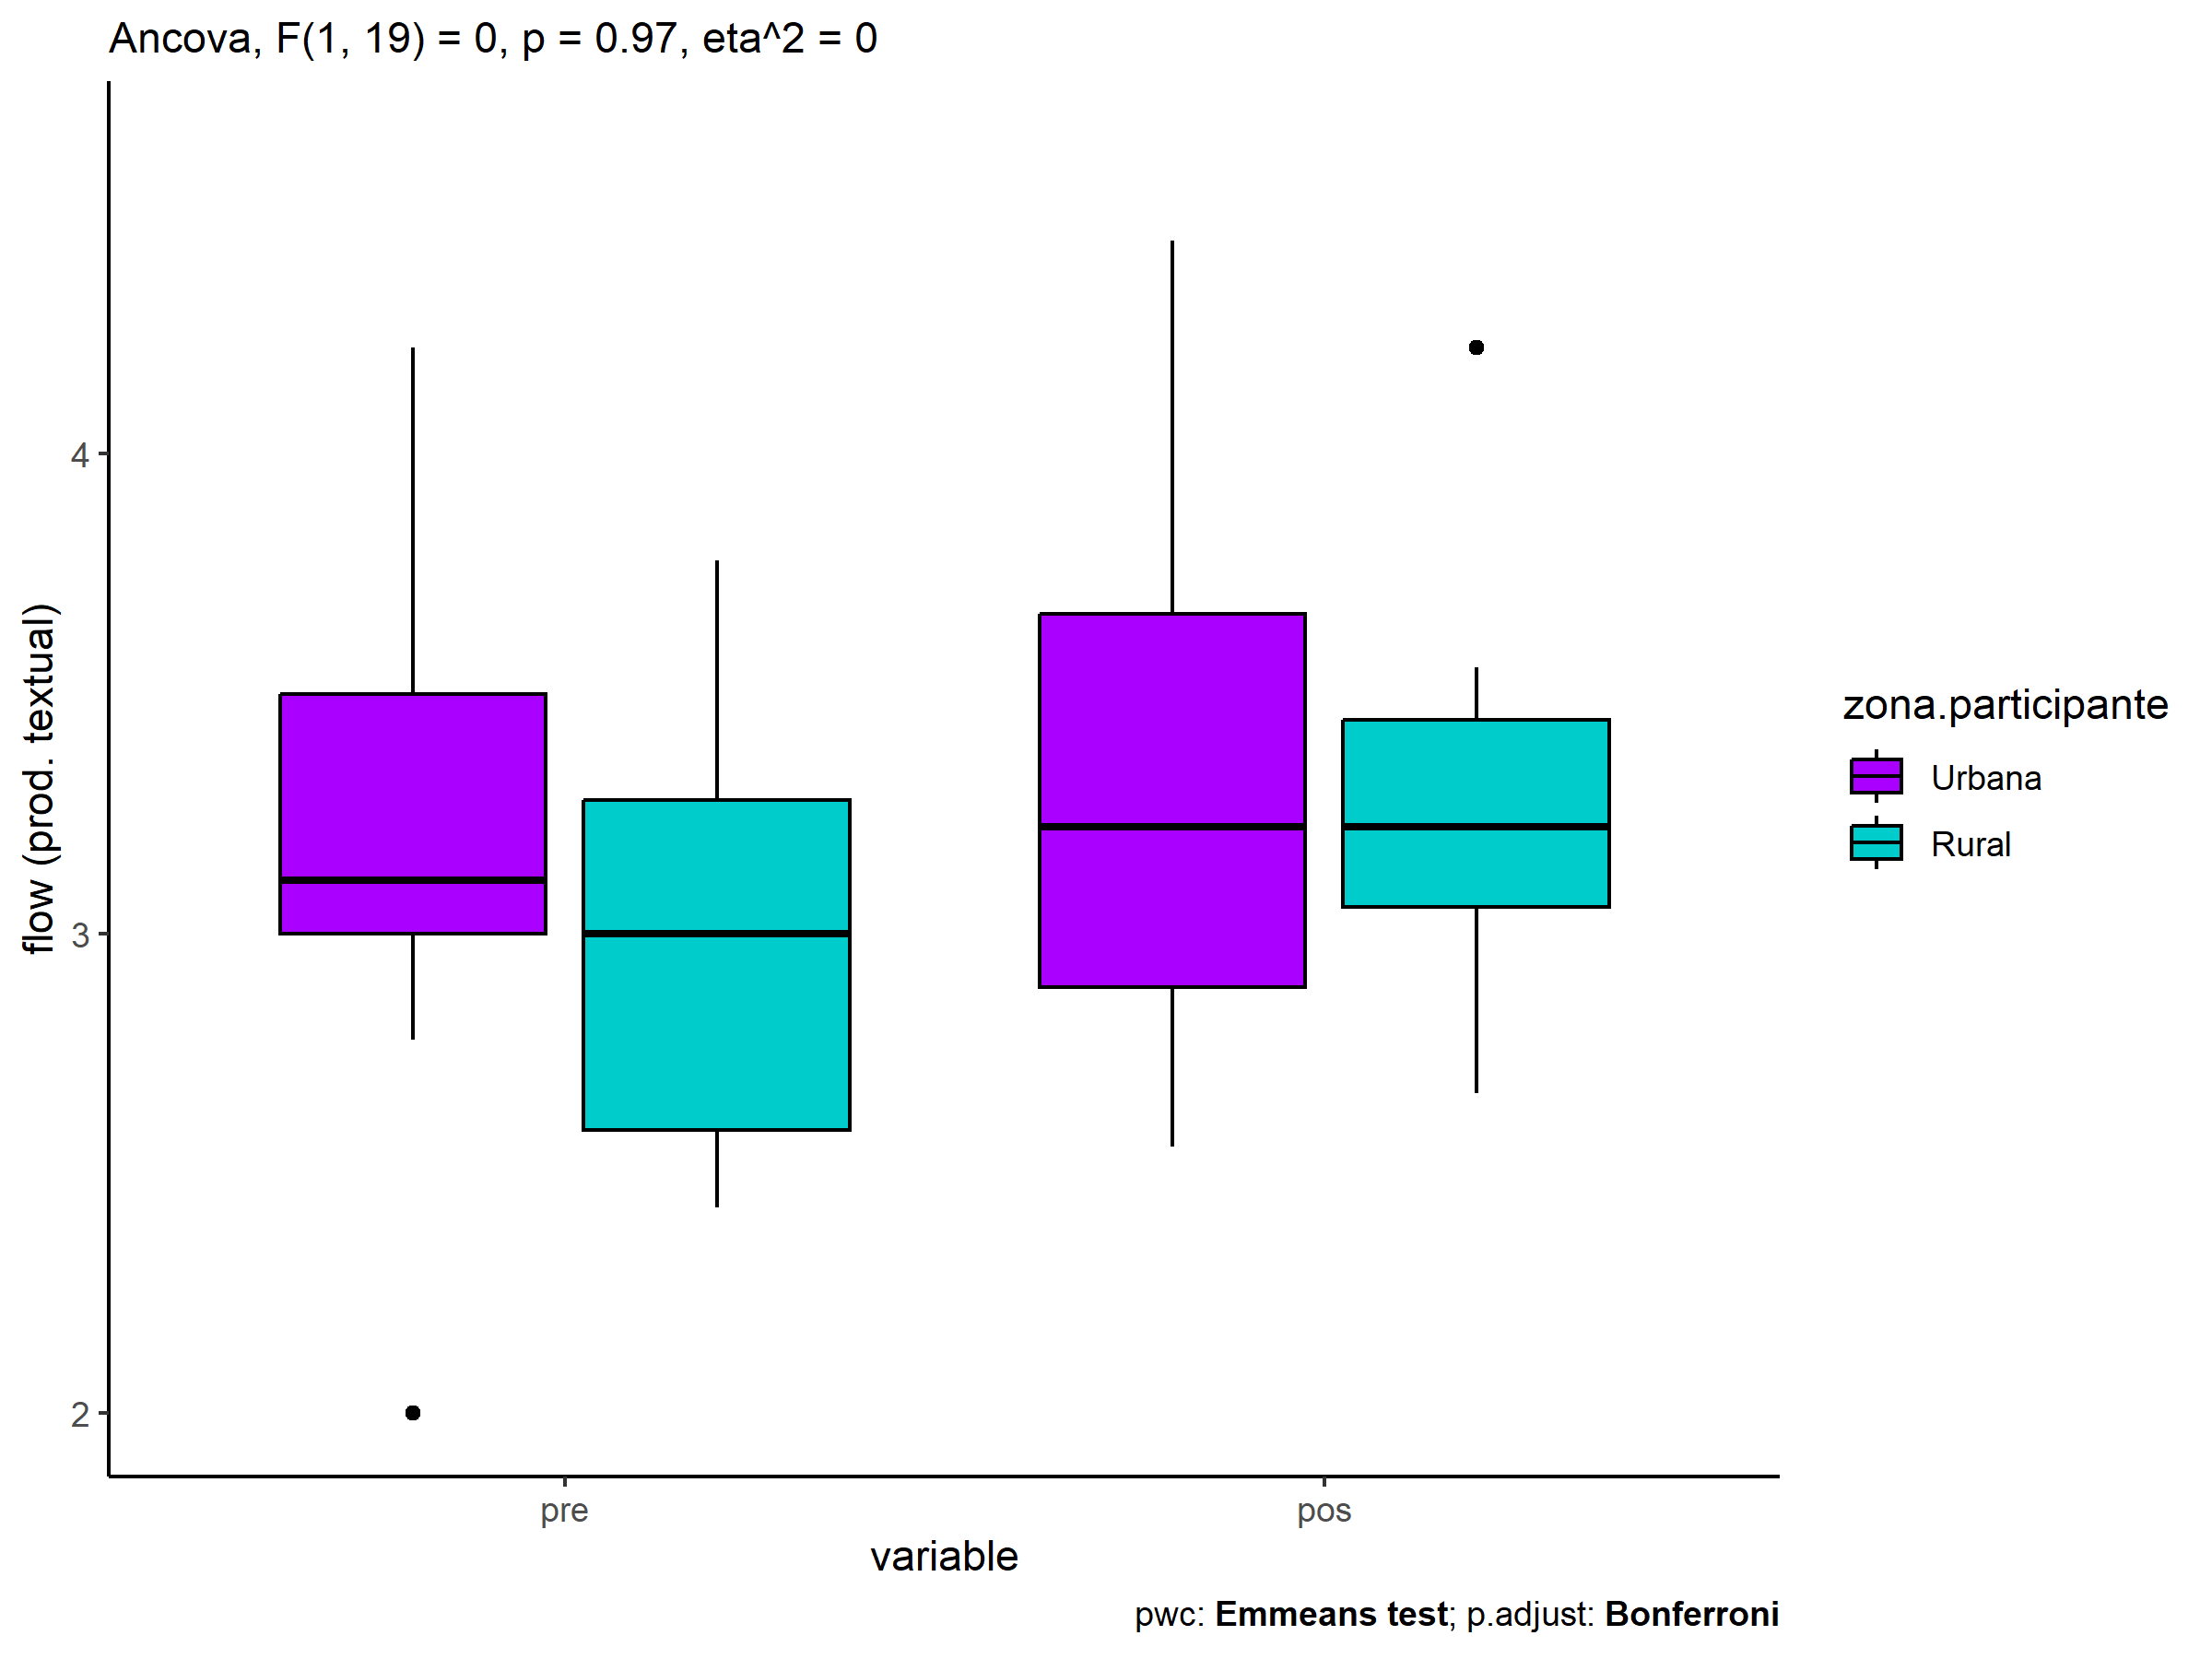 Ancova, F(1, 19) = 0, p = 0.97, eta^2 = 0
flow (prod. textual)
4
3
2
pre
pos
variable
zona.participante
Urbana
Rural
pwc: Emmeans test; p.adjust: Bonferroni